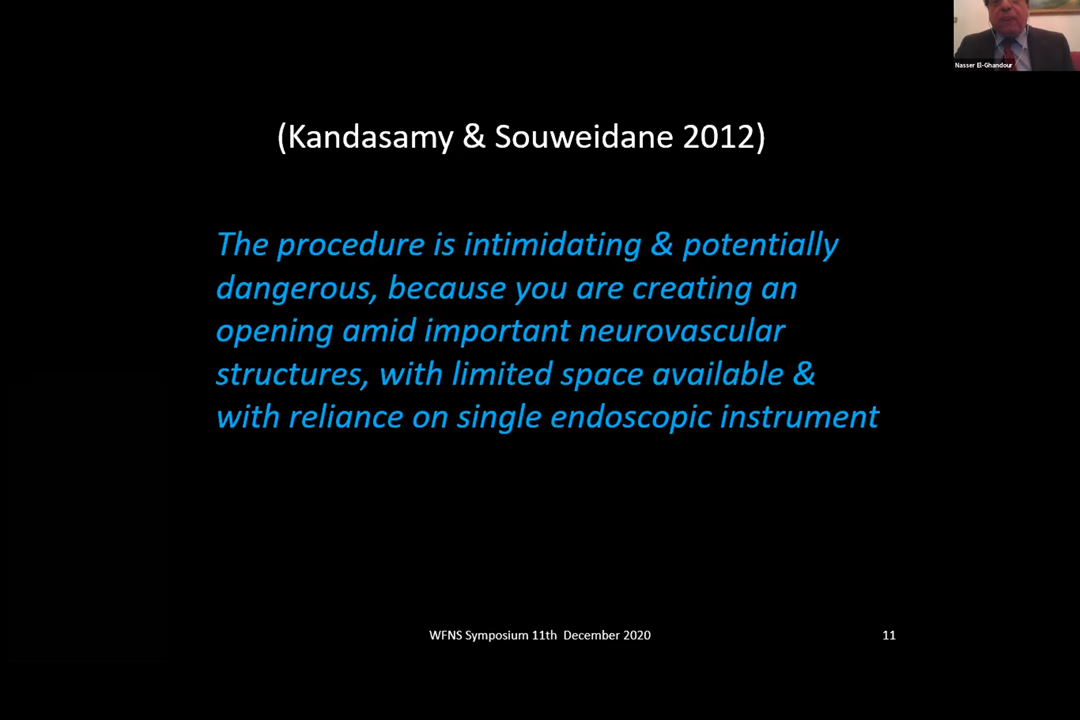 Nasser El-Ghandour
(Kandasamy & Souweidane 2012)
The procedure is intimidating & potentially
dangerous, because you are creating an
opening amid important neurovascular
structures, with limited space available &
with reliance on single endoscopic instrument
WFNS Symposium 11th December 2020
11